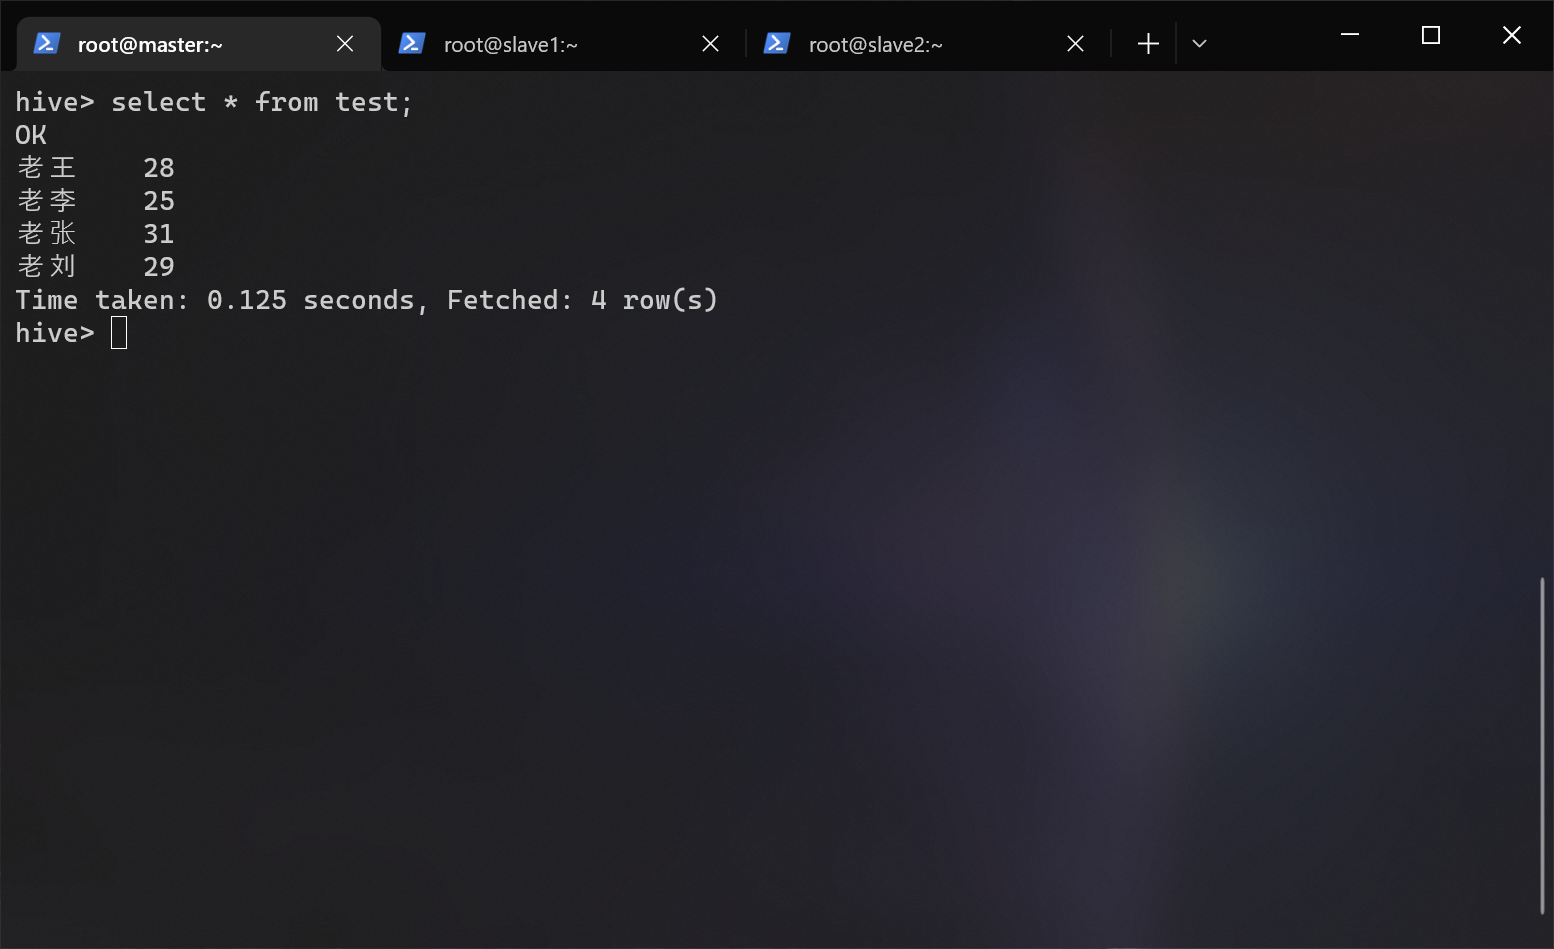 root@master:~
root@slave1:~
root@slave2:~
hive> select * from test;
OK
老王    28
老李    25
老张    31
老刘    29
Time taken: 0.125 seconds, Fetched: 4 row(s)
hive>